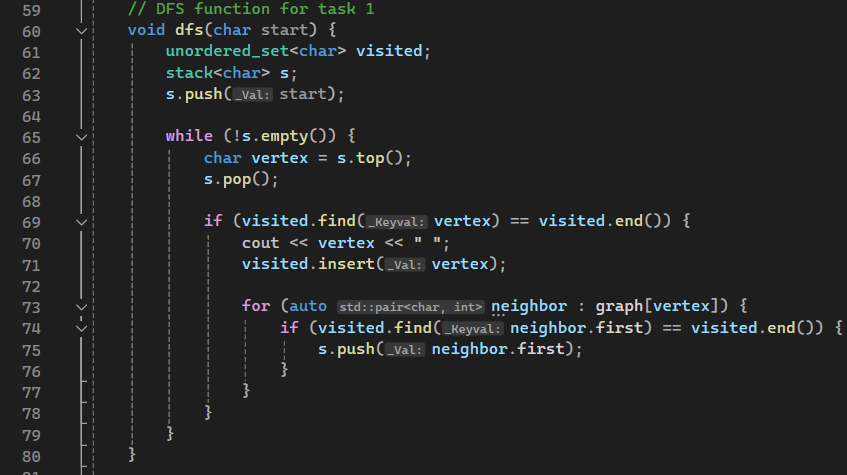 59 // DFS function for task 1
60 void dfs(char start) {
61 unordered_set<char> visited;
62 stack<char> s;
63 s.push(_Val: start);
64
65 while (!s.empty()) {
66 char vertex = s.top();
67 s.pop();
68
69 if (visited.find(_Keyval: vertex) == visited.end()) {
70 cout << vertex << " ";
71 visited.insert(_Val: vertex);
72
73 for (auto std::pair<char, int> neighbor : graph[vertex]) {
74 if (visited.find(_Keyval: neighbor.first) == visited.end()) {
75 s.push(_Val: neighbor.first);
76 }
77 }
78 }
79 }
80 }